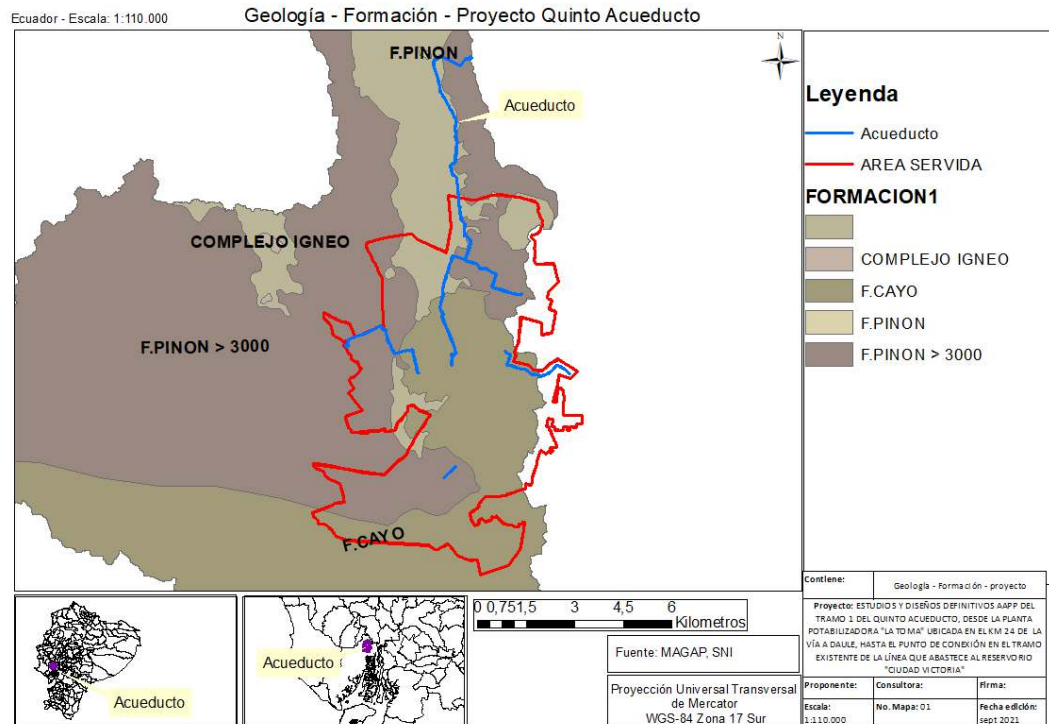 Ecuador - Escala: 1:110.000
Geología - Formación - Proyecto Quinto Acueducto
F.PINON
N
Acueducto
COMPLEJO IGNEO
F.PINON > 3000
F.CAYO
Leyenda
Acueducto
AREA SERVIDA
FORMACION1
COMPLEJO IGNEO
F.CAYO
F.PINON
F.PINON > 3000
Acueducto
Acueducto
0 0,751,5 3 4,5 6
Kilometros
Fuente: MAGAP, SNI
Proyección Universal Transversal
de Mercator
WGS-84 Zona 17 Sur
Contiene:
Geología - Formación - proyecto
Proyecto: ESTUDIOS Y DISEÑOS DEFINITIVOS AAPP DEL
TRAMO 1 DEL QUINTO ACUEDUCTO, DESDE LA PLANTA
POTABILIZADORA "LA TOMA" UBICADA EN EL KM 24 DE LA
VÍA A DAULE, HASTA EL PUNTO DE CONEXIÓN EN EL TRAMO
EXISTENTE DE LA LÍNEA QUE ABASTECE AL RESERVORIO
"CIUDAD VICTORIA"
Proponente:
Consultora:
Firma:
Escala:
1:110.000
No. Mapa: 01
Fecha edición:
sept 2021